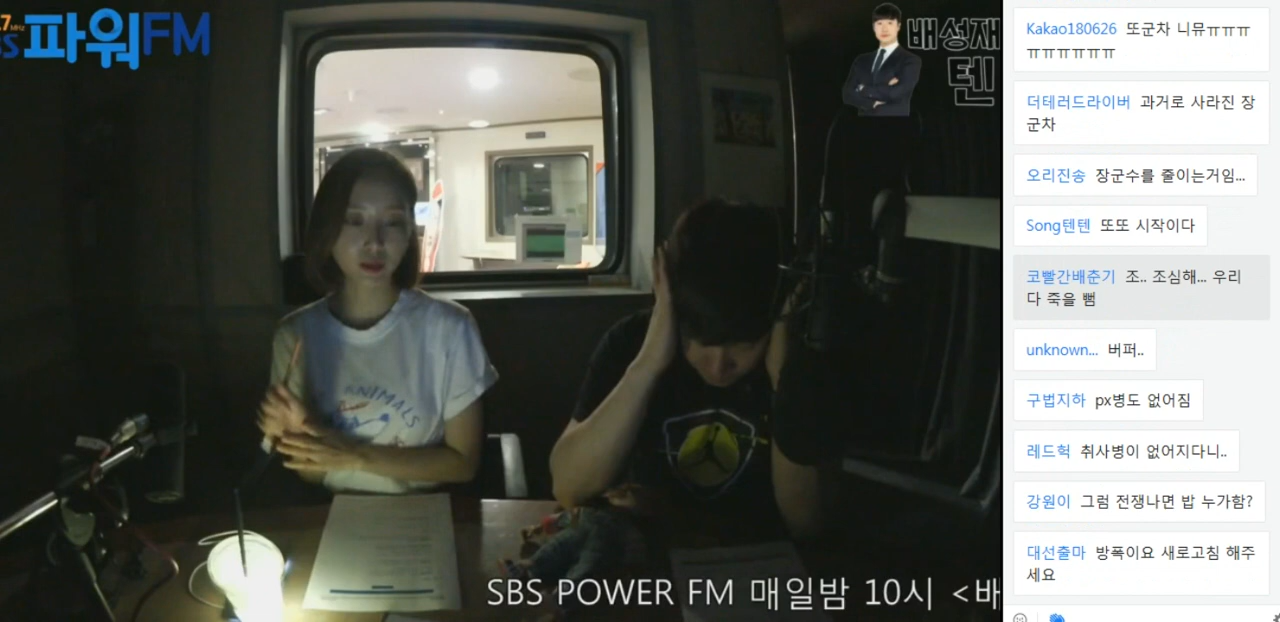 .7 MHz
BS 파워FM
배성재
텐
ANIMALS
SBS POWER FM 매일밤 10시 <배
Kakao180626 또군차 니뮤ㅠㅠㅠ
ㅠㅠㅠㅠㅠㅠ
더테러드라이버 과거로 사라진 장
군차
오리진송 장군수를 줄이는거임...
Song텐텐 또또 시작이다
코빨간배춘기 조.. 조심해... 우리
다 죽을 뻠
unknown... 버퍼..
구법지하 px병도 없어짐
레드헉 취사병이 없어지다니..
강원이 그럼 전쟁나면 밥 누가함?
대선출마 방폭이요 새로고침 해주
세요